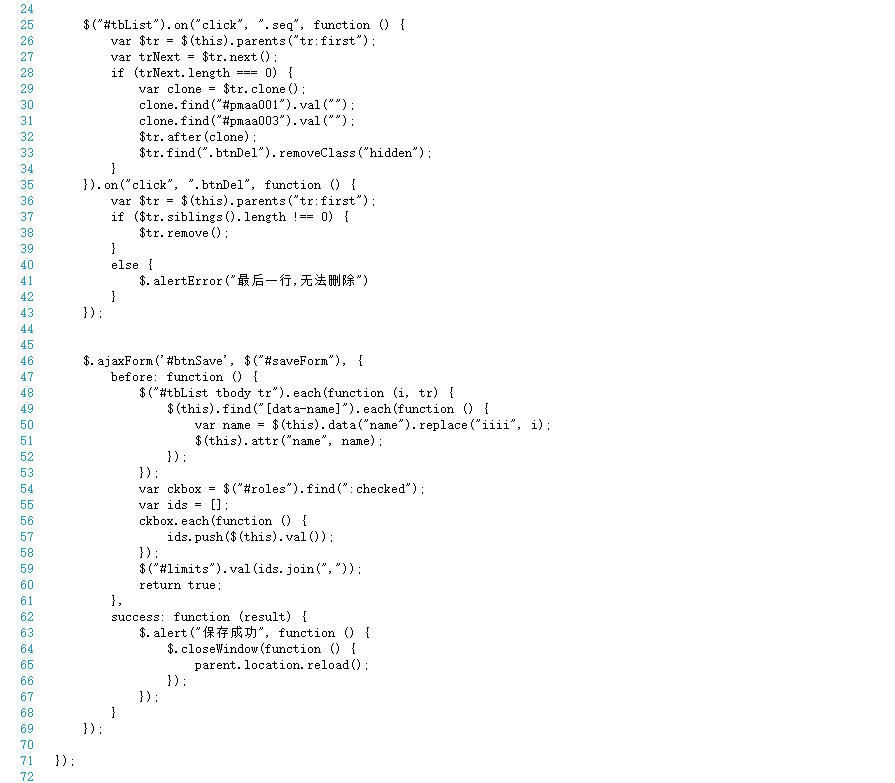 24
25 $("#tbList").on("click", ".seq", function () {
26 var $tr = $(this).parents("tr:first");
27 var trNext = $tr.next();
28 if (trNext.length === 0) {
29 var clone = $tr.clone();
30 clone.find("#pmaa001").val("");
31 clone.find("#pmaa003").val("");
32 $tr.after(clone);
33 $tr.find(".btnDel").removeClass("hidden");
34 }
35 }).on("click", ".btnDel", function () {
36 var $tr = $(this).parents("tr:first");
37 if ($tr.siblings().length !== 0) {
38 $tr.remove();
39 }
40 else {
41 $.alertError("最后一行,无法删除")
42 }
43 });
44
45
46 $.ajaxForm('#btnSave', $("#saveForm"), {
47 before: function () {
48 $("#tbList tbody tr").each(function (i, tr) {
49 $(this).find("[data-name]").each(function () {
50 var name = $(this).data("name").replace("iiii", i);
51 $(this).attr("name", name);
52 });
53 });
54 var ckbox = $("#roles").find(":checked");
55 var ids = [];
56 ckbox.each(function () {
57 ids.push($(this).val());
58 });
59 $("#limits").val(ids.join(","));
60 return true;
61 },
62 success: function (result) {
63 $.alert("保存成功", function () {
64 $.closeWindow(function () {
65 parent.location.reload();
66 });
67 });
68 }
69 });
70
71 });
72